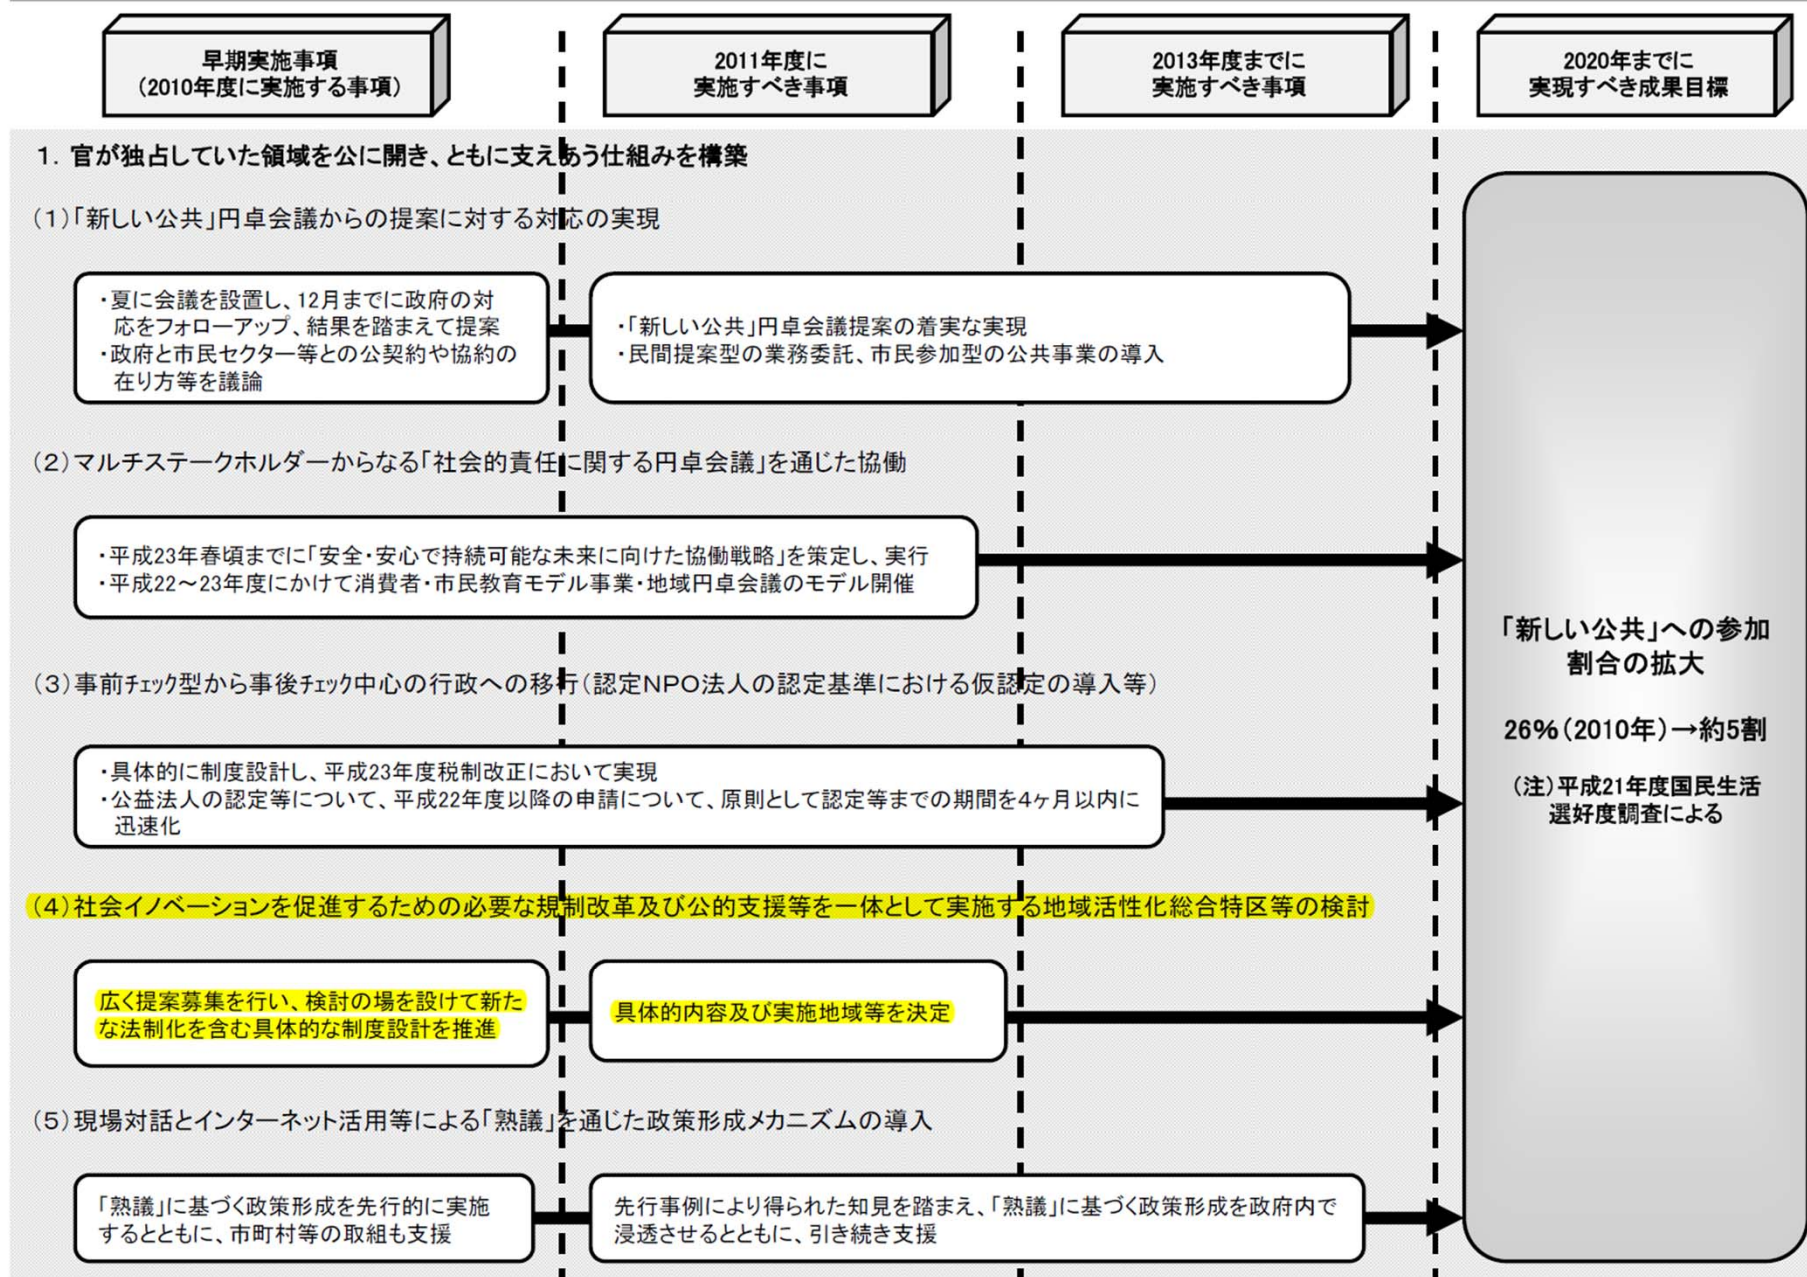 早期実施事項
(2010年度に実施する事項)
2011年度に
実施すべき事項
2013年度までに
実施すべき事項
2020年までに
実現すべき成果目標
1．官が独占していた領域を公に開き、ともに支えあう仕組みを構築
(1)「新しい公共」円卓会議からの提案に対する対応の実現
・夏に会議を設置し、12月までに政府の対
応をフォローアップ、結果を踏まえて提案
・政府と市民セクター等との公契約や協約の
在り方等を議論
・「新しい公共」円卓会議提案の着実な実現
・民間提案型の業務委託、市民参加型の公共事業の導入
(2)マルチステークホルダーからなる「社会的責任に関する円卓会議」を通じた協働
・平成23年春頃までに「安全・安心で持続可能な未来に向けた協働戦略」を策定し、実行
・平成22～23年度にかけて消費者・市民教育モデル事業・地域円卓会議のモデル開催
(3)事前チェック型から事後チェック中心の行政への移行(認定NPO法人の認定基準における仮認定の導入等)
・具体的に制度設計し、平成23年度税制改正において実現
・公益法人の認定等について、平成22年度以降の申請について、原則として認定等までの期間を4ヶ月以内に
迅速化
(4)社会イノベーションを促進するための必要な規制改革及び公的支援等を一体として実施する地域活性化総合特区等の検討
広く提案募集を行い、検討の場を設けて新た
な法制化を含む具体的な制度設計を推進
具体的内容及び実施地域等を決定
(5)現場対話とインターネット活用等による「熟議」を通じた政策形成メカニズムの導入
「熟議」に基づく政策形成を先行的に実施
するとともに、市町村等の取組も支援
先行事例により得られた知見を踏まえ、「熟議」に基づく政策形成を政府内で
浸透させるとともに、引き続き支援
「新しい公共」への参加
割合の拡大
26%(2010年)→約5割
(注)平成21年度国民生活
選好度調査による